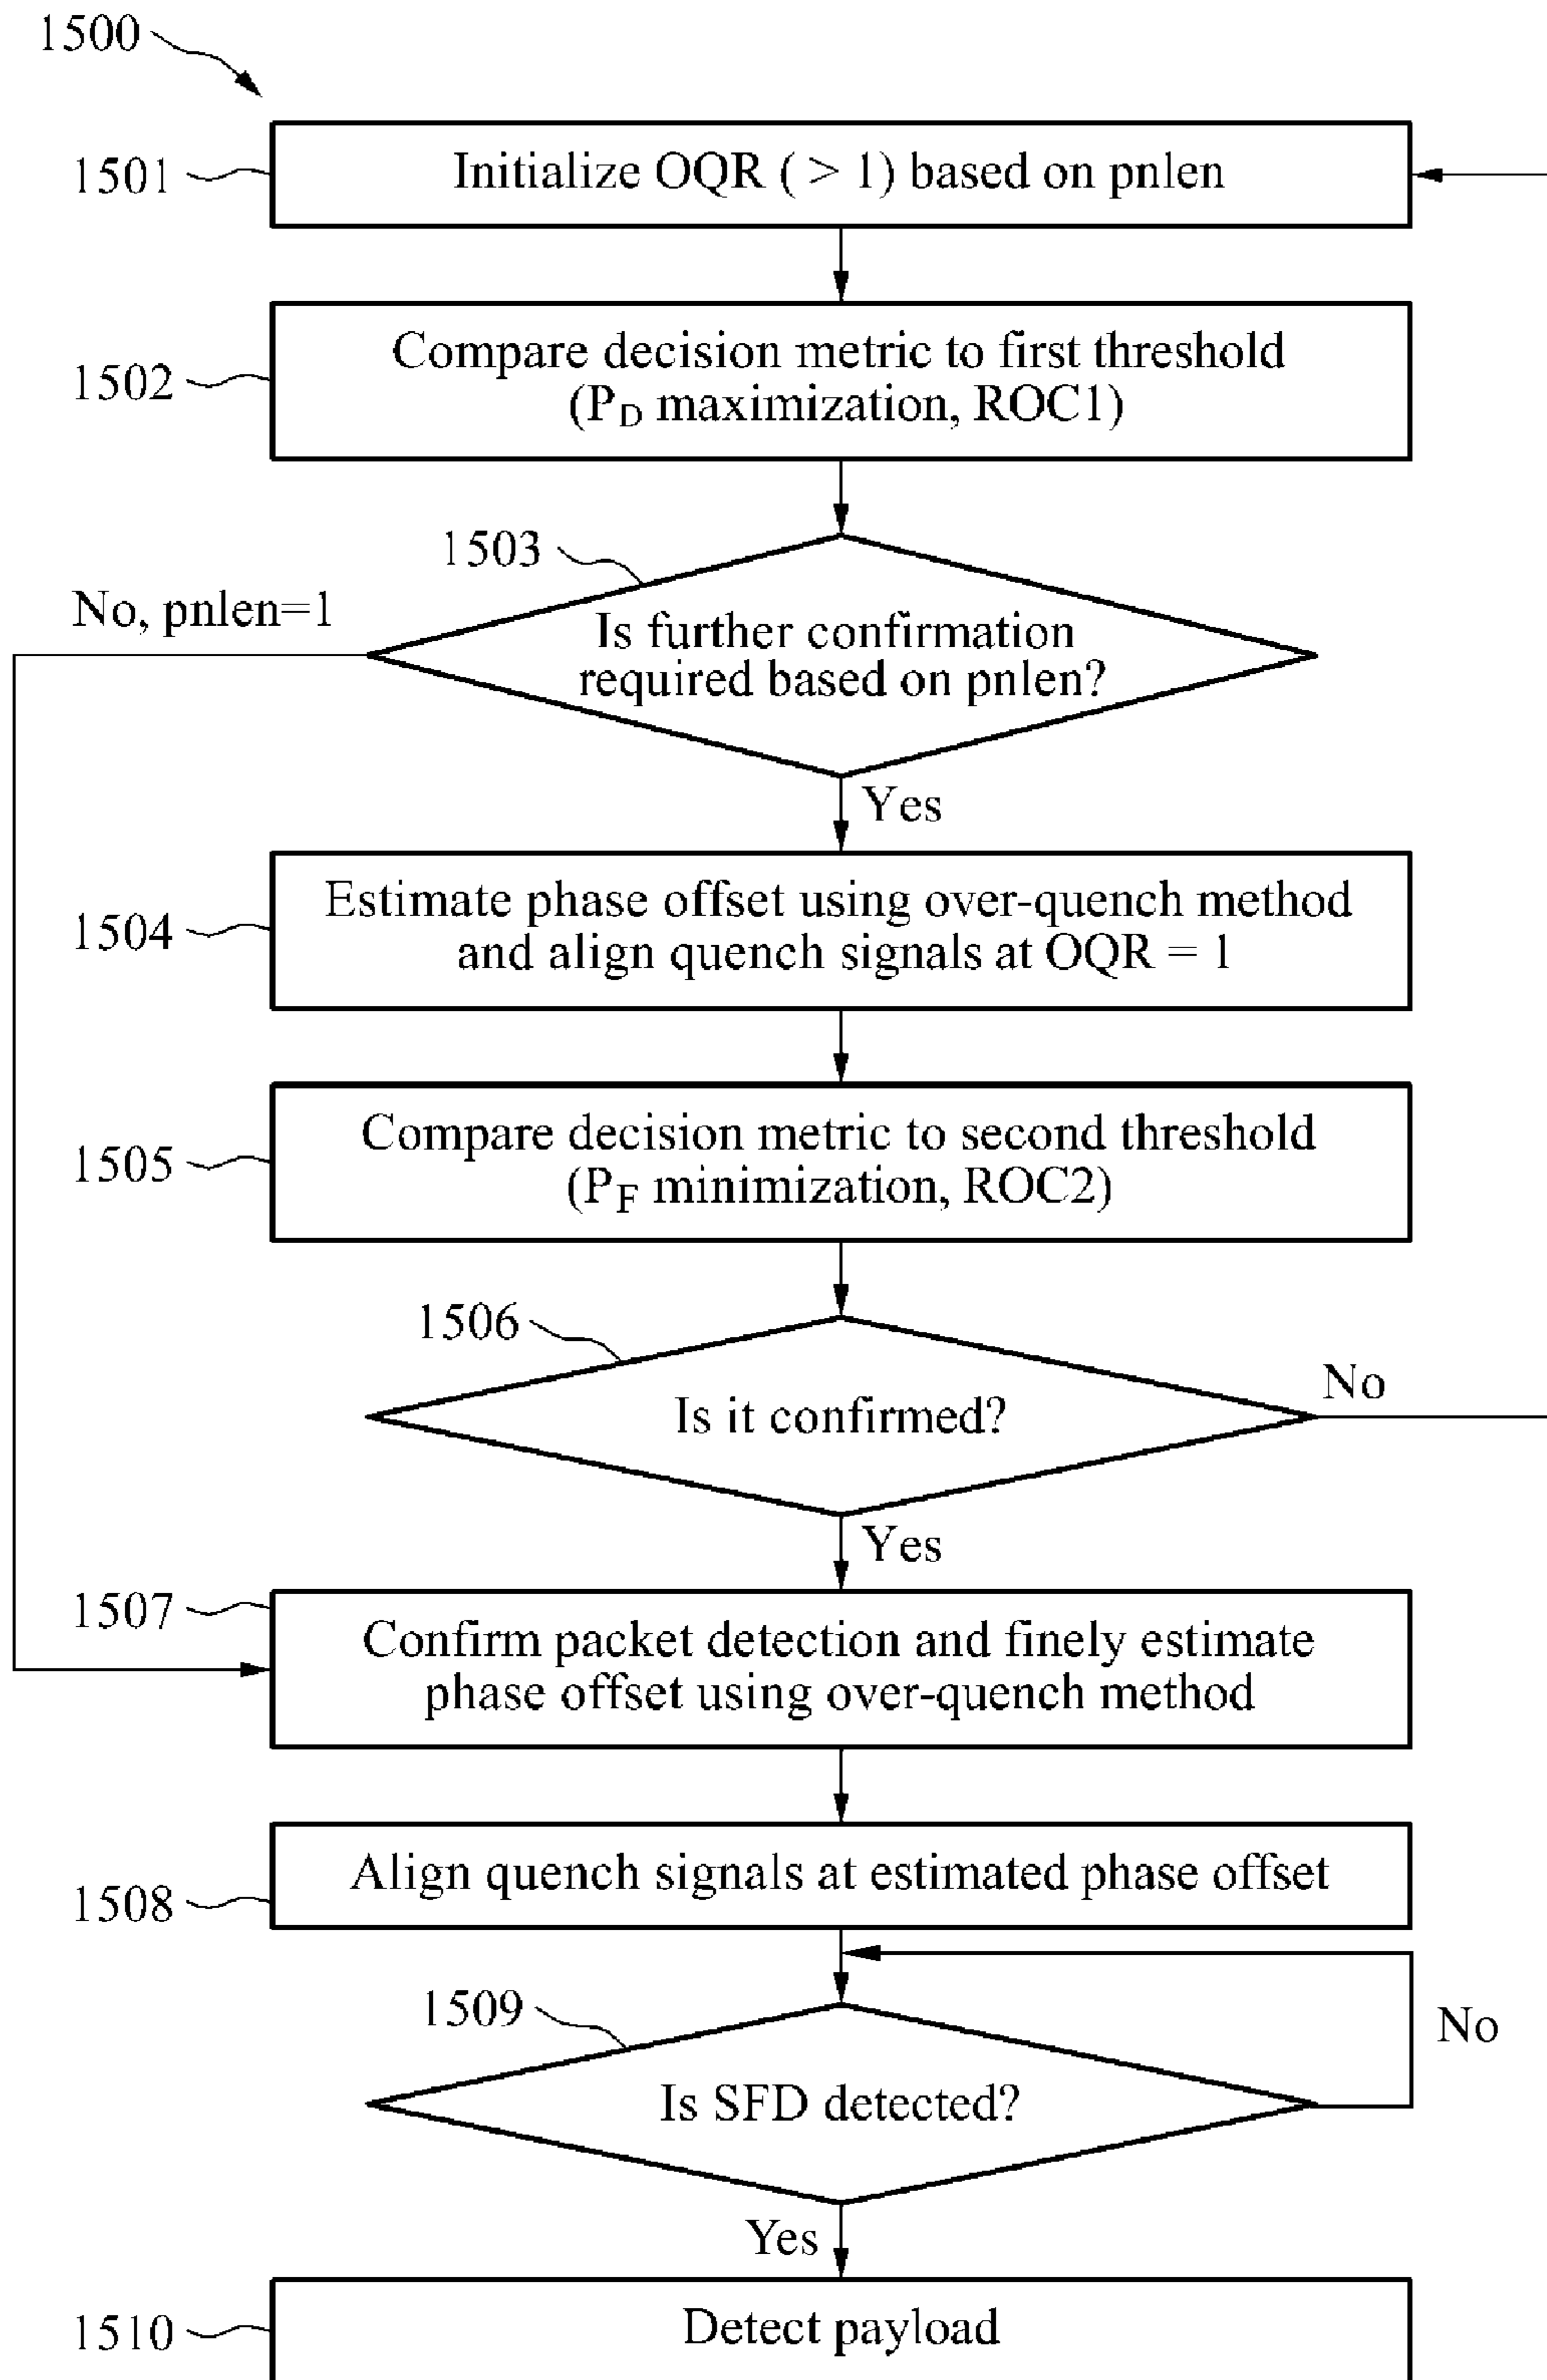 1500
1501
Initialize OQR ( > 1) based on pnlen
1502
Compare decision metric to first threshold
(PD maximization, ROC1)
1503
No, pnlen=1
Is further confirmation
required based on pnlen?
Yes
1504
Estimate phase offset using over-quench method
and align quench signals at OQR = 1
1505
Compare decision metric to second threshold
(PF minimization, ROC2)
1506
Is it confirmed?
No
Yes
1507
Confirm packet detection and finely estimate
phase offset using over-quench method
1508
Align quench signals at estimated phase offset
1509
No
Is SFD detected?
Yes
1510
Detect payload